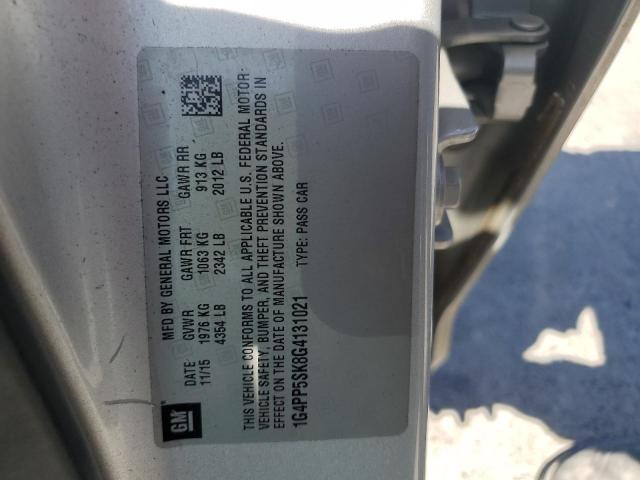 GM
MFD BY GENERAL MOTORS LLC
DATE GVWR GAWR FRT GAWR RR
11/15 1976 KG 1063 KG 913 KG
4354 LB 2342 LB 2012 LB
THIS VEHICLE CONFORMS TO ALL APPLICABLE U.S. FEDERAL MOTOR
VEHICLE SAFETY, BUMPER, AND THEFT PREVENTION STANDARDS IN
EFFECT ON THE DATE OF MANUFACTURE SHOWN ABOVE.
1G4PP5SK8G4131021 TYPE: PASS CAR